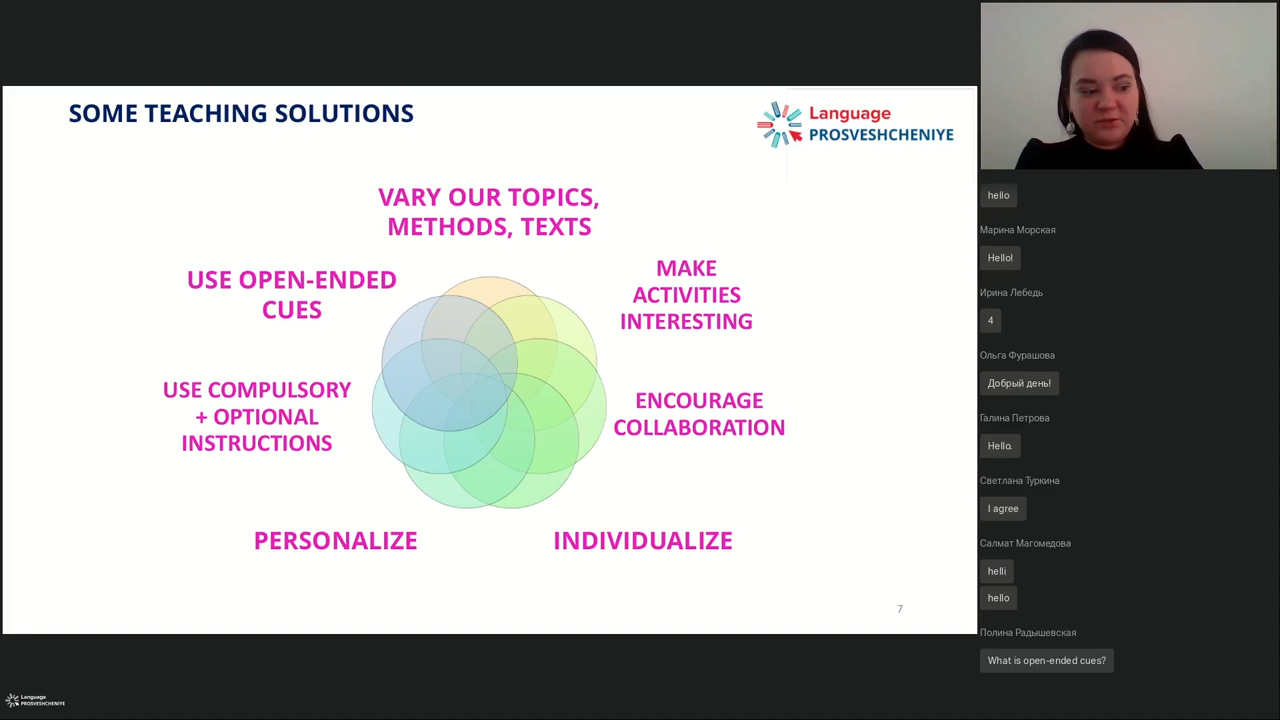 SOME TEACHING SOLUTIONS
Language
PROSVESHCHENIYE
VARY OUR TOPICS,
METHODS, TEXTS
USE OPEN-ENDED
CUES
MAKE
ACTIVITIES
INTERESTING
USE COMPULSORY
+ OPTIONAL
INSTRUCTIONS
ENCOURAGE
COLLABORATION
PERSONALIZE
INDIVIDUALIZE
7
hello
Марина Морская
Hello!
Ирина Лебедь
4
Ольга Фурашова
Добрый день!
Галина Петрова
Hello.
Светлана Туркина
I agree
Салмат Магомедова
helli
hello
Полина Радышевская
What is open-ended cues?
Language
PROSVESHCHENIYE